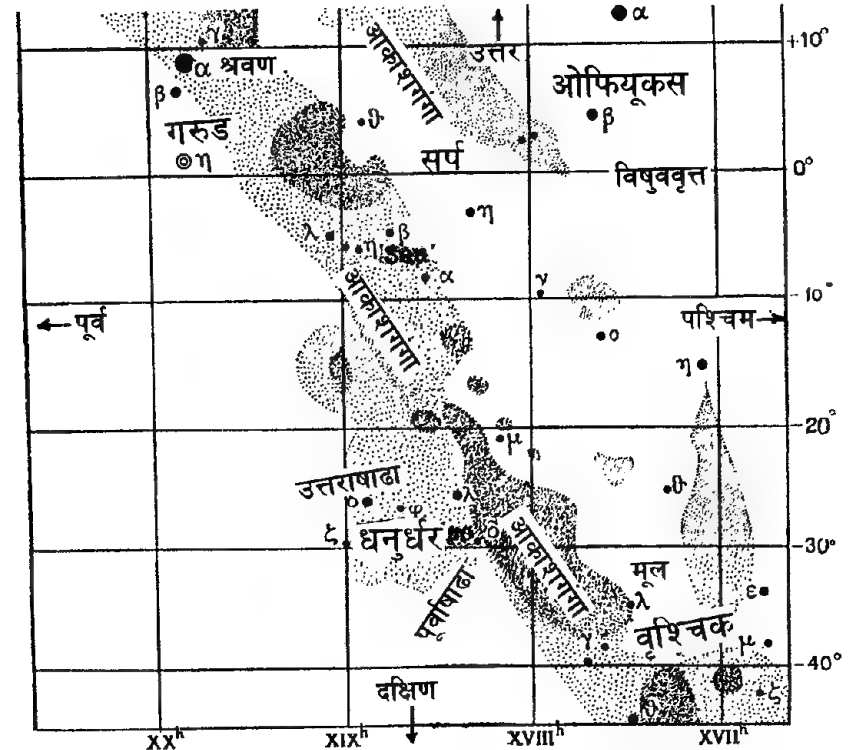 α
γ
उत्तर
+10°
आकाशगंगा
α श्रवण
ओफियूकस
β
β
ϑ
गरुड
η
सर्प
विषुववृत्त
0°
η
λ
β
η
α
γ
-10°
आकाशगंगा
पूर्व
पश्चिम
ο
η
-20°
μ
उत्तराषाढा
ο
φ
λ
ϑ
ζ
धनुर्धर
आकाशगंगा
-30°
मूल
पूर्वाषाढा
λ
ε
वृश्चिक
μ
γ
-40°
दक्षिण
ζ
ϑ
XXʰ
XIXʰ
XVIIIʰ
XVIIʰ